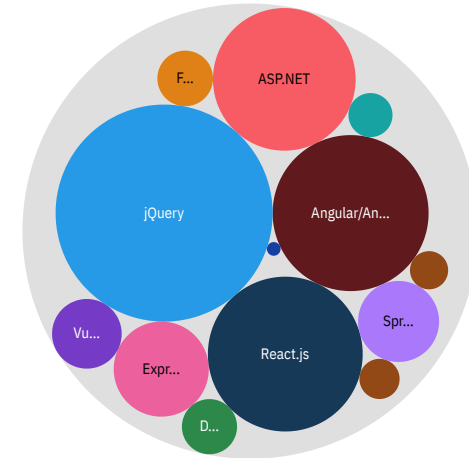 F...
ASP.NET
jQuery
Angular/An...
Vu...
Expr...
React.js
Spr...
D...